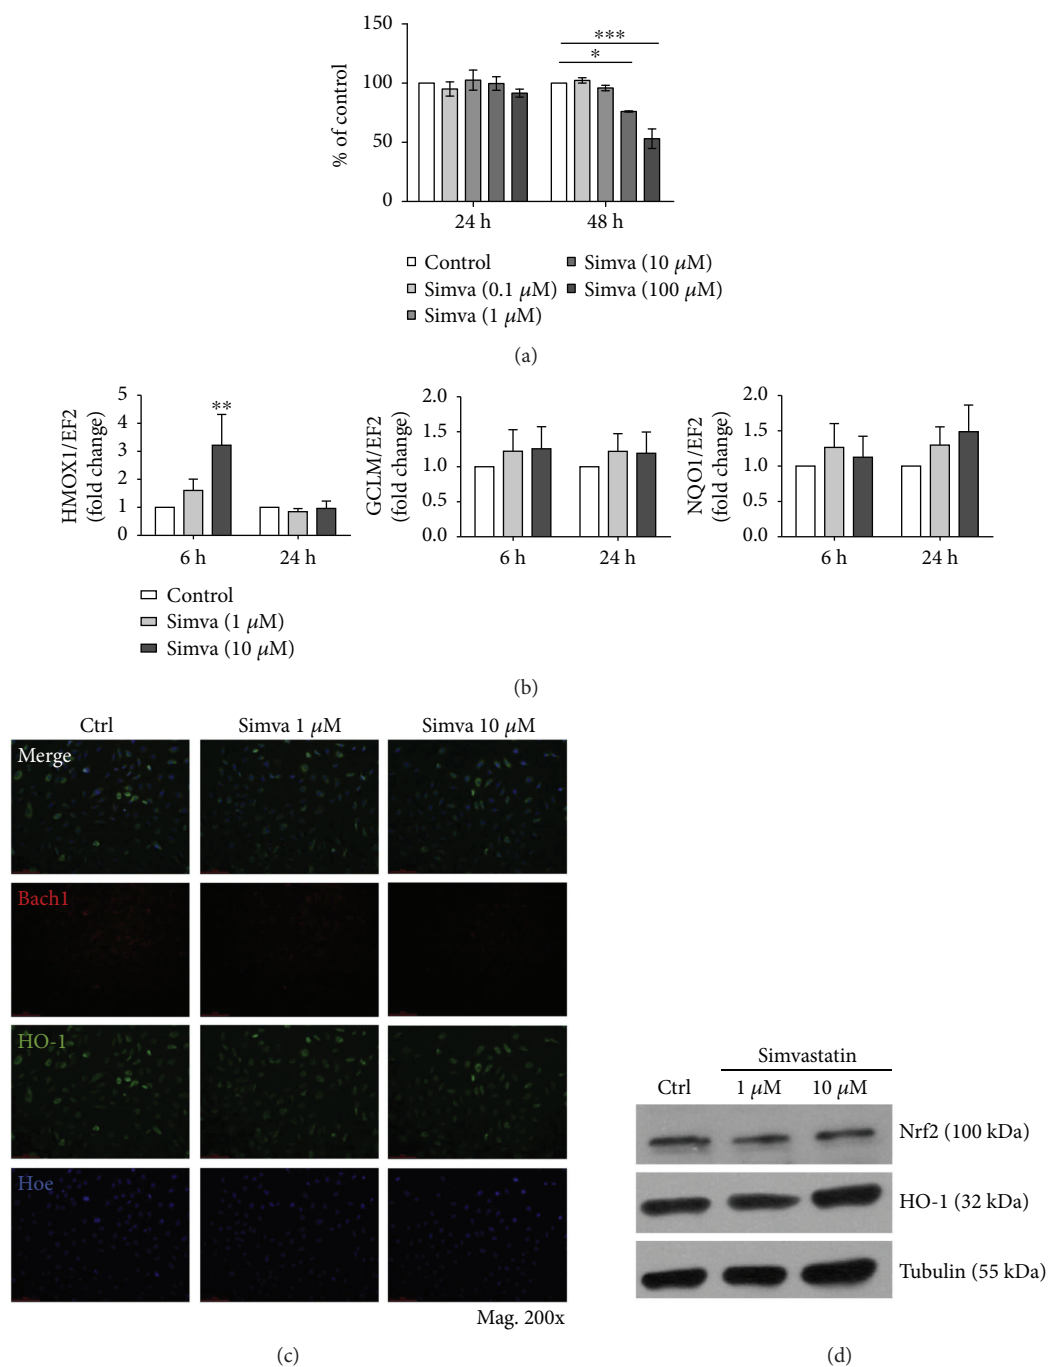 150
***
*
100
50
0
% of control
24 h
48 h
Control
Simva (10 μM)
Simva (0.1 μM)
Simva (100 μM)
Simva (1 μM)
(a)
5
4
3
2
1
0
HMOX1/EF2
(fold change)
**
6 h
24 h
2.0
1.5
1.0
0.5
0.0
GCLM/EF2
(fold change)
6 h
24 h
2.0
1.5
1.0
0.5
0.0
NQO1/EF2
(fold change)
6 h
24 h
Control
Simva (1 μM)
Simva (10 μM)
(b)
Ctrl
Simva 1 μM
Simva 10 μM
Merge
Bach1
HO-1
Hoe
Mag. 200x
(c)
Simvastatin
Ctrl
1 μM
10 μM
Nrf2 (100 kDa)
HO-1 (32 kDa)
Tubulin (55 kDa)
(d)